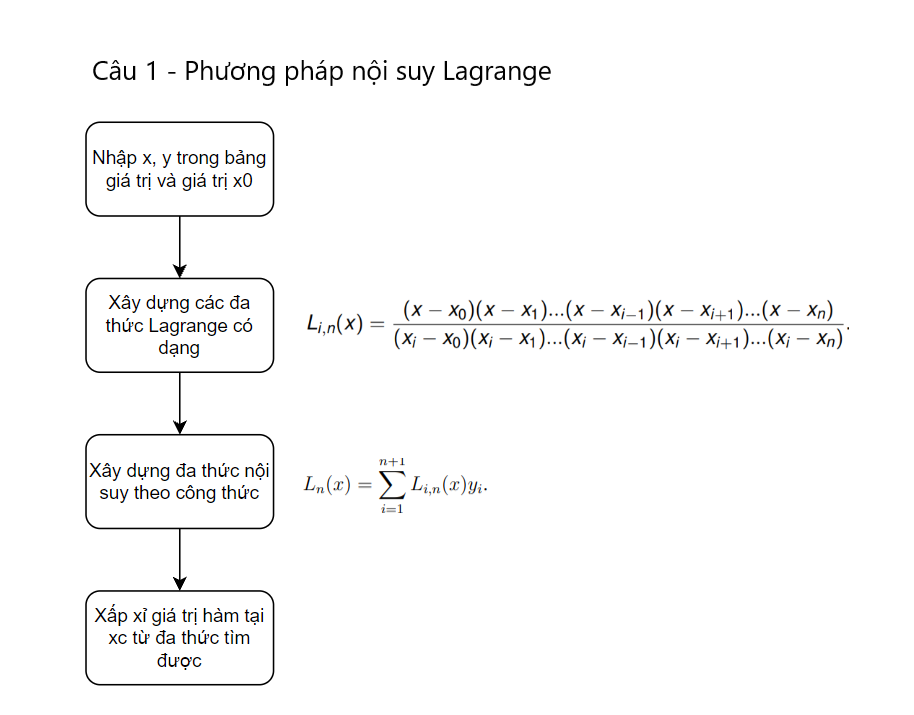 Câu 1 - Phương pháp nội suy Lagrange
Nhập x, y trong bảng
giá trị và giá trị x0
Xây dựng các đa
thức Lagrange có
dạng
L_{i,n}(x) = \frac{(x − x_0)(x − x_1)...(x − x_{i−1})(x − x_{i+1})...(x − x_n)}{(x_i − x_0)(x_i − x_1)...(x_i − x_{i−1})(x_i − x_{i+1})...(x_i − x_n)}.
Xây dựng đa thức nội
suy theo công thức
L_n(x) = \sum_{i=1}^{n+1} L_{i,n}(x)y_i.
Xấp xỉ giá trị hàm tại
xc từ đa thức tìm
được